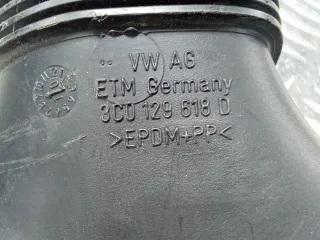 VW AG
ETM Germany
3C0 129 618 D
>EPDM+PP<